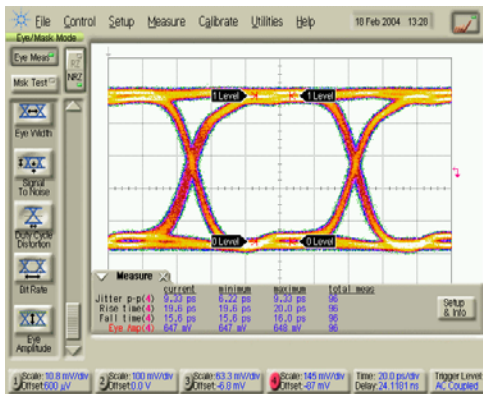 File Control Setup Measure Calibrate Utilities Help 10 Feb 2004 13:20
Eye/Mask Mode
Eye Meas
RZ
NRZ
Msk Test
Eye Width
Signal
To Noise
Duty Cycle
Distortion
Bit Rate
Eye
Amplitude
1 Level
1 Level
0 Level
0 Level
Measure
current minimum maximum total meas
Jitter p-p(4) 9.33 ps 6.22 ps 9.33 ps 96
Rise time(4) 19.6 ps 19.6 ps 20.0 ps 96
Fall time(4) 15.6 ps 15.6 ps 16.0 ps 96
Eye Amp(4) 647 mV 647 mV 648 mV 96
Setup
& Info
1 Scale: 10.8 mV/div
Offset: 600 µV
2 Scale: 100 mV/div
Offset: 0.0 V
3 Scale: 63.3 mV/div
Offset: -6.8 mV
4 Scale: 145 mV/div
Offset: -87 mV
Time: 20.0 ps/div
Delay: 24.1181 ns
Trigger Level
AC Coupled